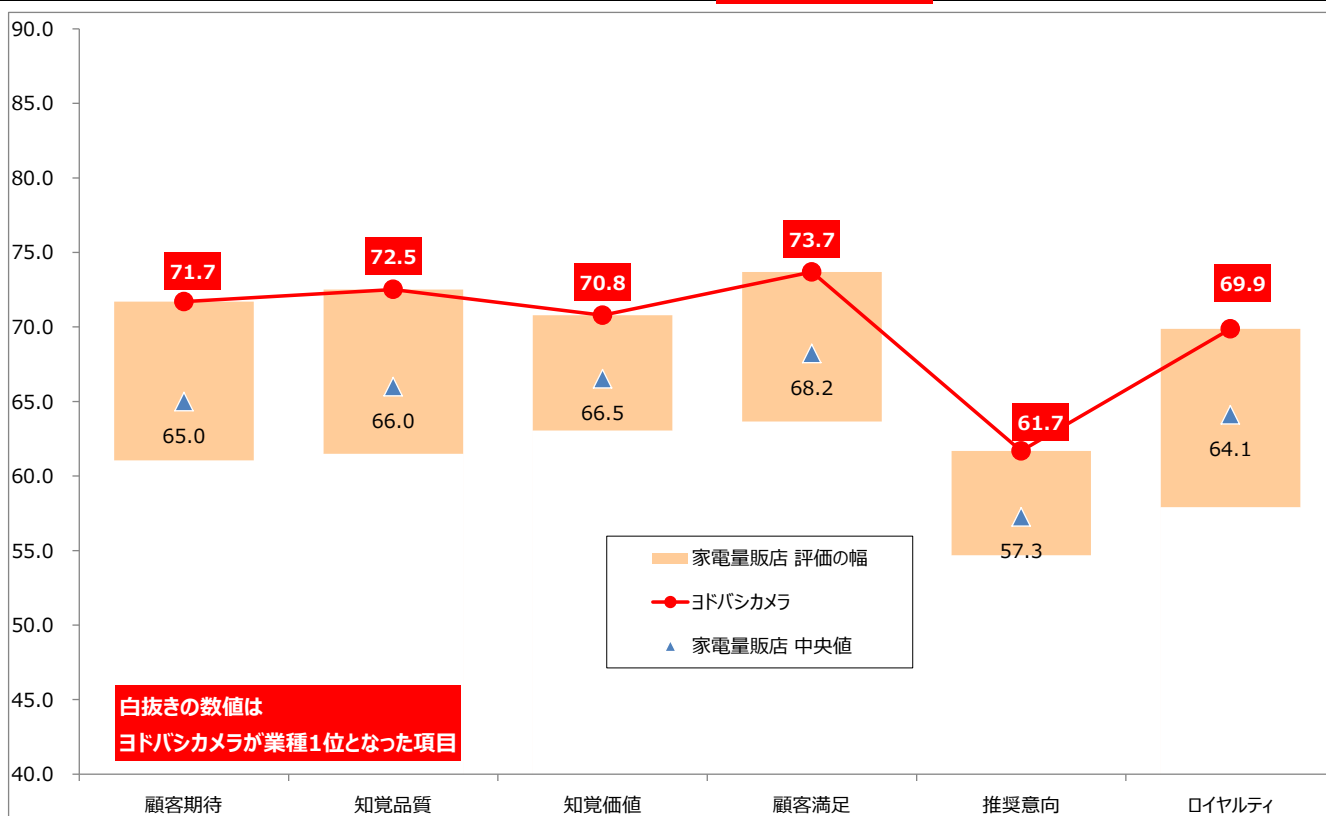 90.0
85.0
80.0
75.0
70.0
65.0
60.0
55.0
50.0
45.0
40.0
71.7
72.5
70.8
73.7
61.7
69.9
65.0
66.0
66.5
68.2
57.3
64.1
家電量販店 評価の幅
ヨドバシカメラ
家電量販店 中央値
白抜きの数値は
ヨドバシカメラが業種1位となった項目
顧客期待
知覚品質
知覚価値
顧客満足
推奨意向
ロイヤルティ